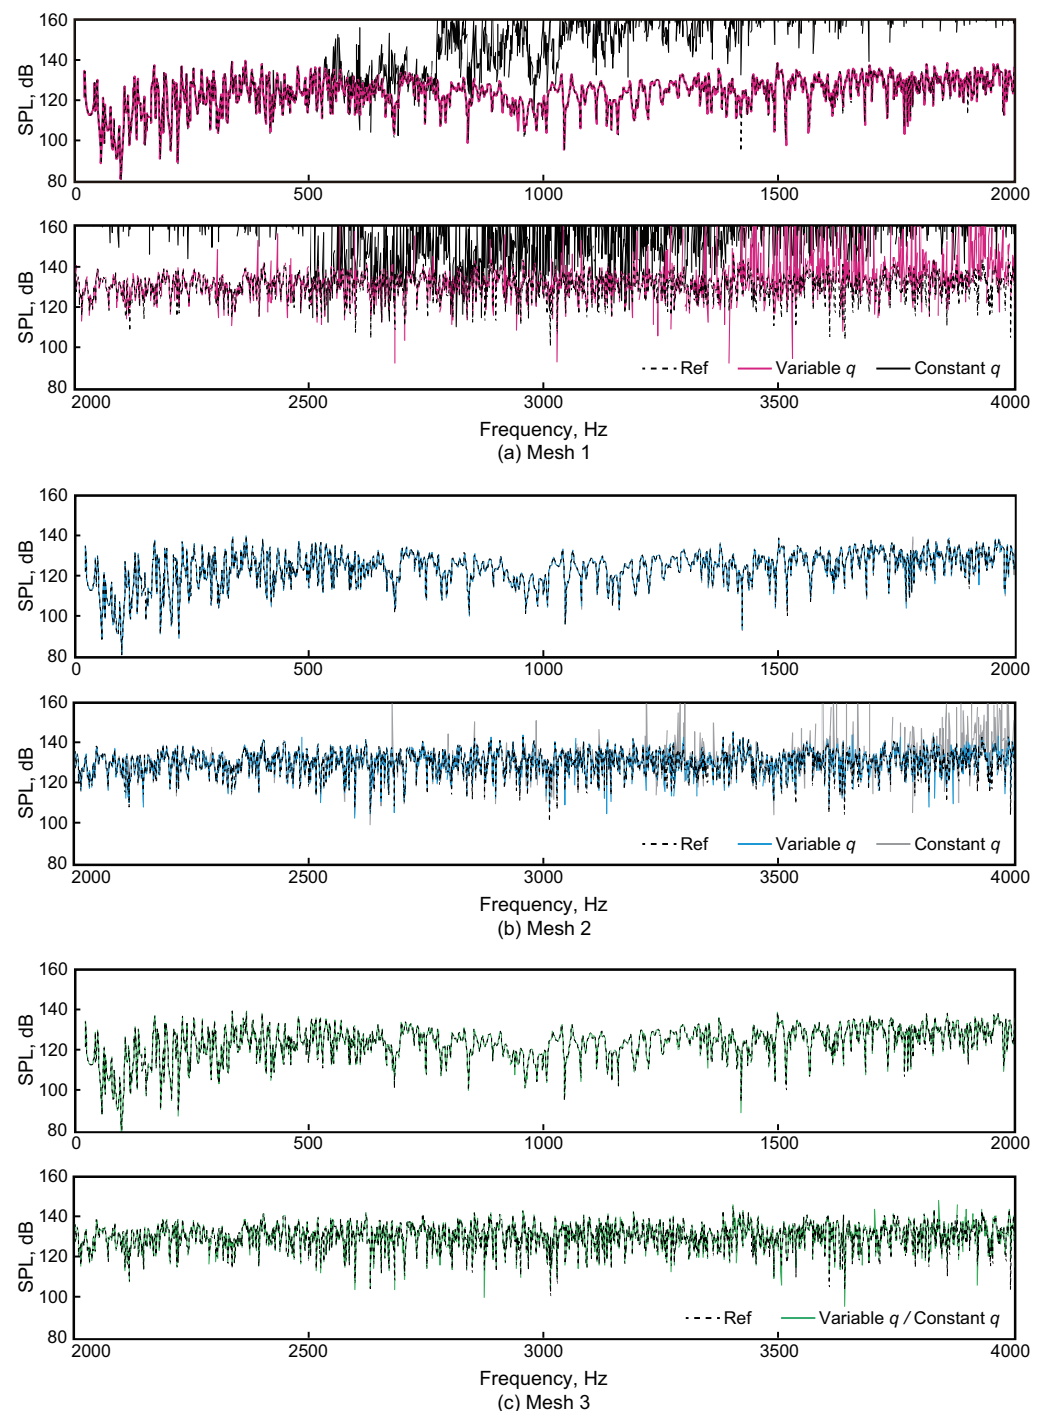 160
140
120
100
80
SPL, dB
0 500 1000 1500 2000
160
140
120
100
80
SPL, dB
Ref Variable q Constant q
2000 2500 3000 3500 4000
Frequency, Hz
(a) Mesh 1
160
140
120
100
80
SPL, dB
0 500 1000 1500 2000
160
140
120
100
80
SPL, dB
Ref Variable q Constant q
2000 2500 3000 3500 4000
Frequency, Hz
(b) Mesh 2
160
140
120
100
80
SPL, dB
0 500 1000 1500 2000
160
140
120
100
80
SPL, dB
Ref Variable q / Constant q
2000 2500 3000 3500 4000
Frequency, Hz
(c) Mesh 3